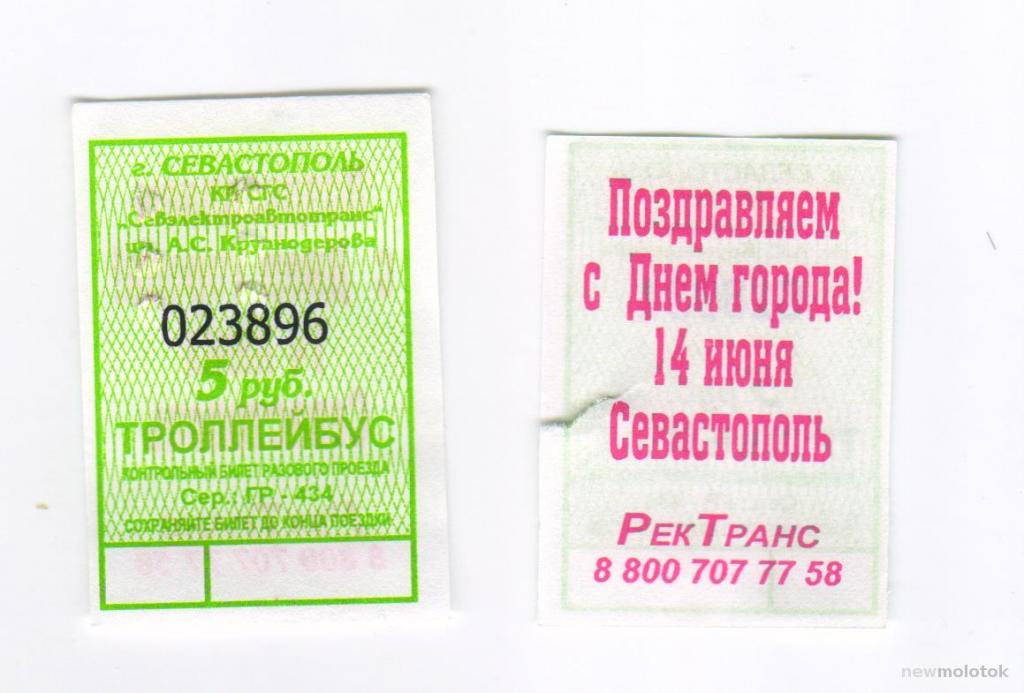 г. СЕВАСТОПОЛЬ
КП СГС
"Севэлектроавтотранс"
им. А.С. Круподерова
023896
5 руб.
ТРОЛЛЕЙБУС
КОНТРОЛЬНЫЙ БИЛЕТ РАЗОВОГО ПРОЕЗДА
Сер.: ГР - 434
СОХРАНЯЙТЕ БИЛЕТ ДО КОНЦА ПОЕЗДКИ
Поздравляем
с Днем города!
14 июня
Севастополь
РекТранс
8 800 707 77 58
newmolotok